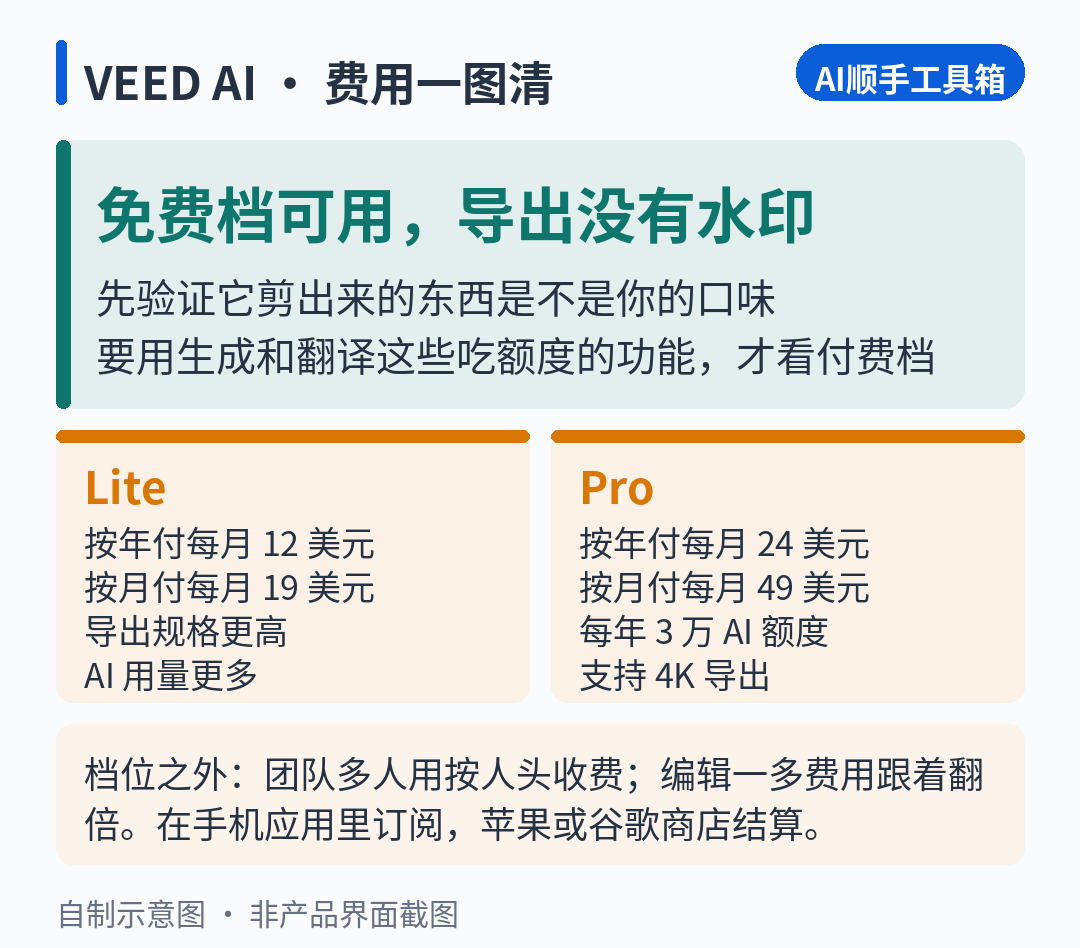 VEED AI · 费用一图清
AI顺手工具箱
免费档可用，导出没有水印
先验证它剪出来的东西是不是你的口味
要用生成和翻译这些吃额度的功能，才看付费档
Lite
按年付每月 12 美元
按月付每月 19 美元
导出规格更高
AI 用量更多
Pro
按年付每月 24 美元
按月付每月 49 美元
每年 3 万 AI 额度
支持 4K 导出
档位之外：团队多人用按人头收费；编辑一多费用跟着翻
倍。在手机应用里订阅，苹果或谷歌商店结算。
自制示意图 · 非产品界面截图